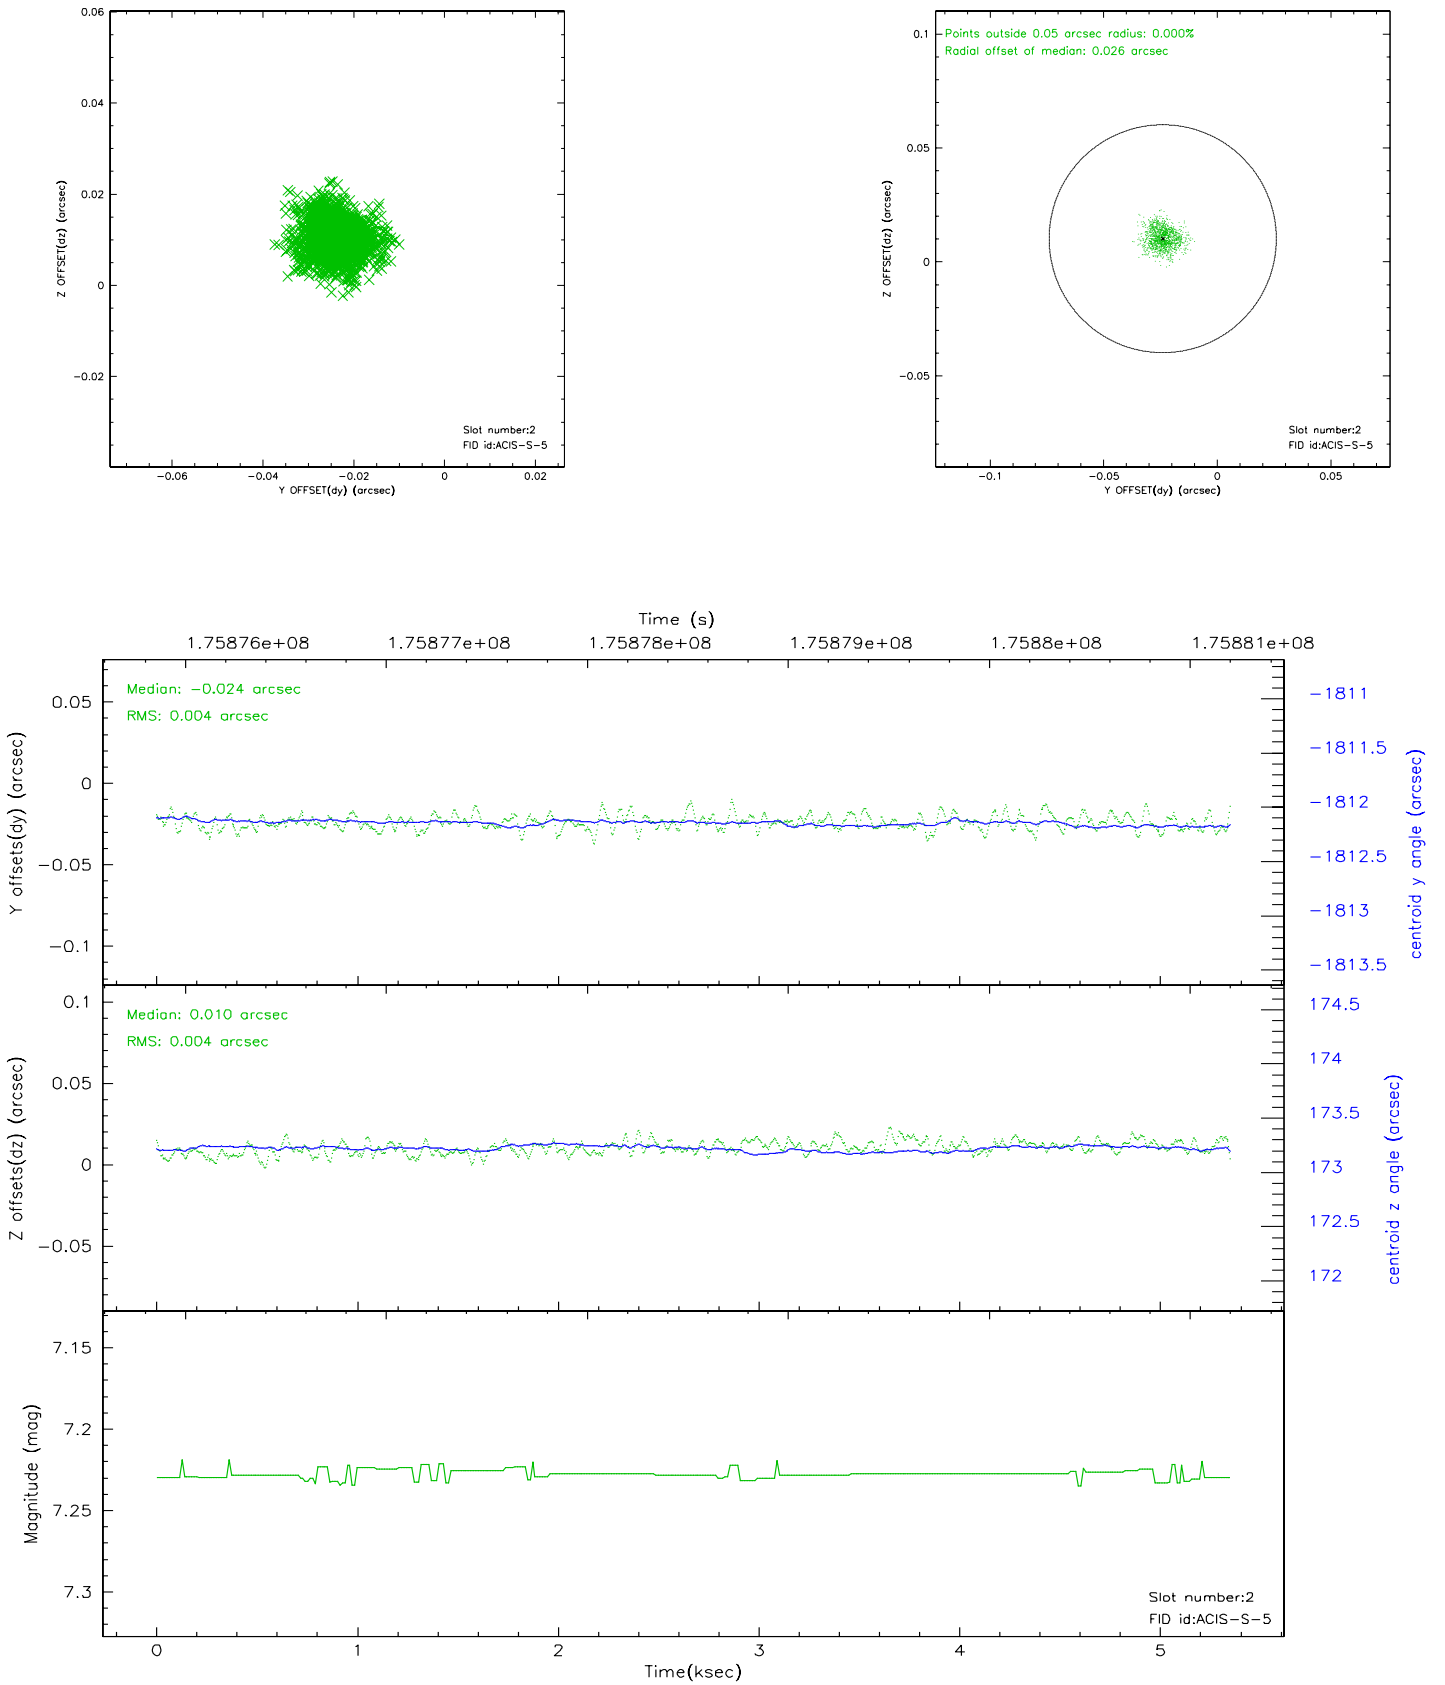 0.06
0.04
0.02
0
−0.02
Z OFFSET(dz) (arcsec)
Slot number:2
FID id:ACIS−S−5
−0.06
−0.04
−0.02
0
0.02
Y OFFSET(dy) (arcsec)
Points outside 0.05 arcsec radius: 0.000%
Radial offset of median: 0.026 arcsec
0.1
0.05
0
−0.05
Z OFFSET(dz) (arcsec)
Slot number:2
FID id:ACIS−S−5
−0.1
−0.05
0
0.05
Y OFFSET(dy) (arcsec)
Time (s)
1.75876e+08
1.75877e+08
1.75878e+08
1.75879e+08
1.7588e+08
1.75881e+08
Median: −0.024 arcsec
RMS: 0.004 arcsec
0.05
0
−0.05
−0.1
Y offsets(dy) (arcsec)
−1811
−1811.5
−1812
−1812.5
−1813
−1813.5
centroid y angle (arcsec)
Median: 0.010 arcsec
RMS: 0.004 arcsec
0.1
0.05
0
−0.05
Z offsets(dz) (arcsec)
174.5
174
173.5
173
172.5
172
centroid z angle (arcsec)
7.15
7.2
7.25
7.3
Magnitude (mag)
Slot number:2
FID id:ACIS−S−5
0
1
2
3
4
5
Time(ksec)